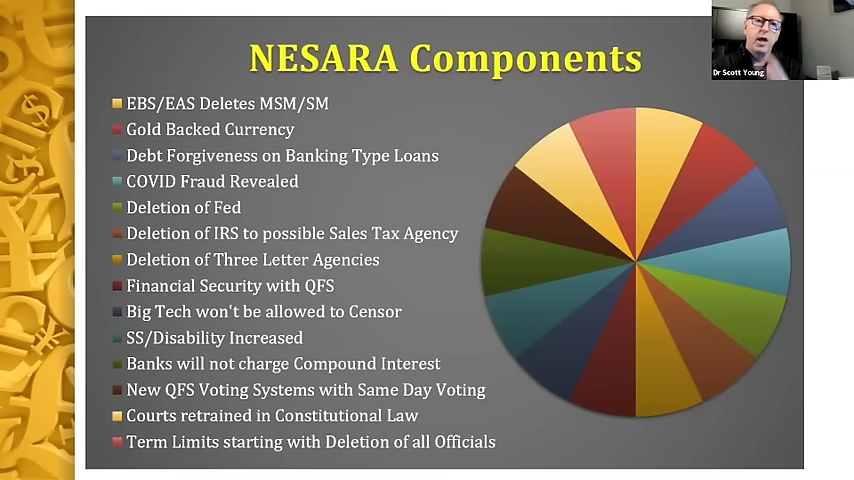 NESARA Components
Dr Scott Young
EBS/EAS Deletes MSM/SM
Gold Backed Currency
Debt Forgiveness on Banking Type Loans
COVID Fraud Revealed
Deletion of Fed
Deletion of IRS to possible Sales Tax Agency
Deletion of Three Letter Agencies
Financial Security with QFS
Big Tech won't be allowed to Censor
SS/Disability Increased
Banks will not charge Compound Interest
New QFS Voting Systems with Same Day Voting
Courts retrained in Constitutional Law
Term Limits starting with Deletion of all Officials